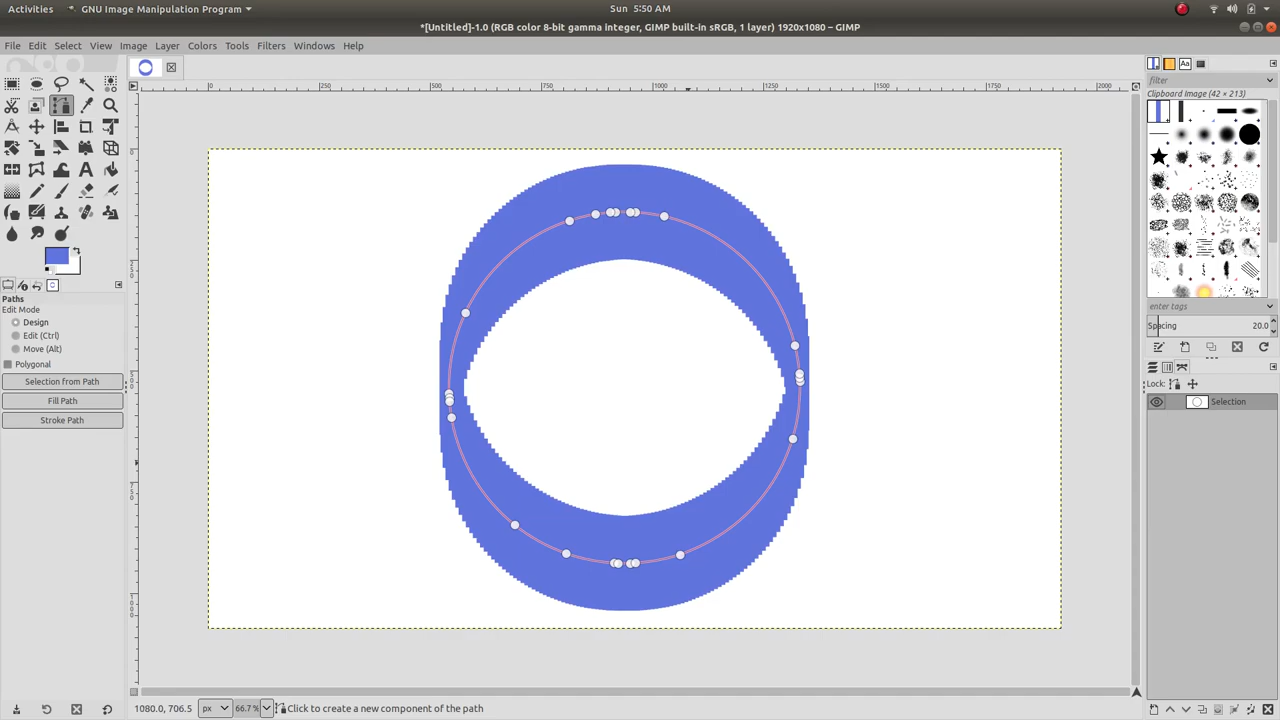 Activities GNU Image Manipulation Program Sun 5:50 AM
*[Untitled]-1.0 (RGB color 8-bit gamma integer, GIMP built-in sRGB, 1 layer) 1920x1080 – GIMP
File Edit Select View Image Layer Colors Tools Filters Windows Help
0 250 500 750 1000 1250 1500 1750 2000
filter
Clipboard Image (42 × 213)
Paths
Edit Mode
Design
Edit (Ctrl)
Move (Alt)
Polygonal
Selection from Path
Fill Path
Stroke Path
enter tags
Spacing 20.0
Lock:
Selection
1080.0, 706.5 px 66.7 % Click to create a new component of the path